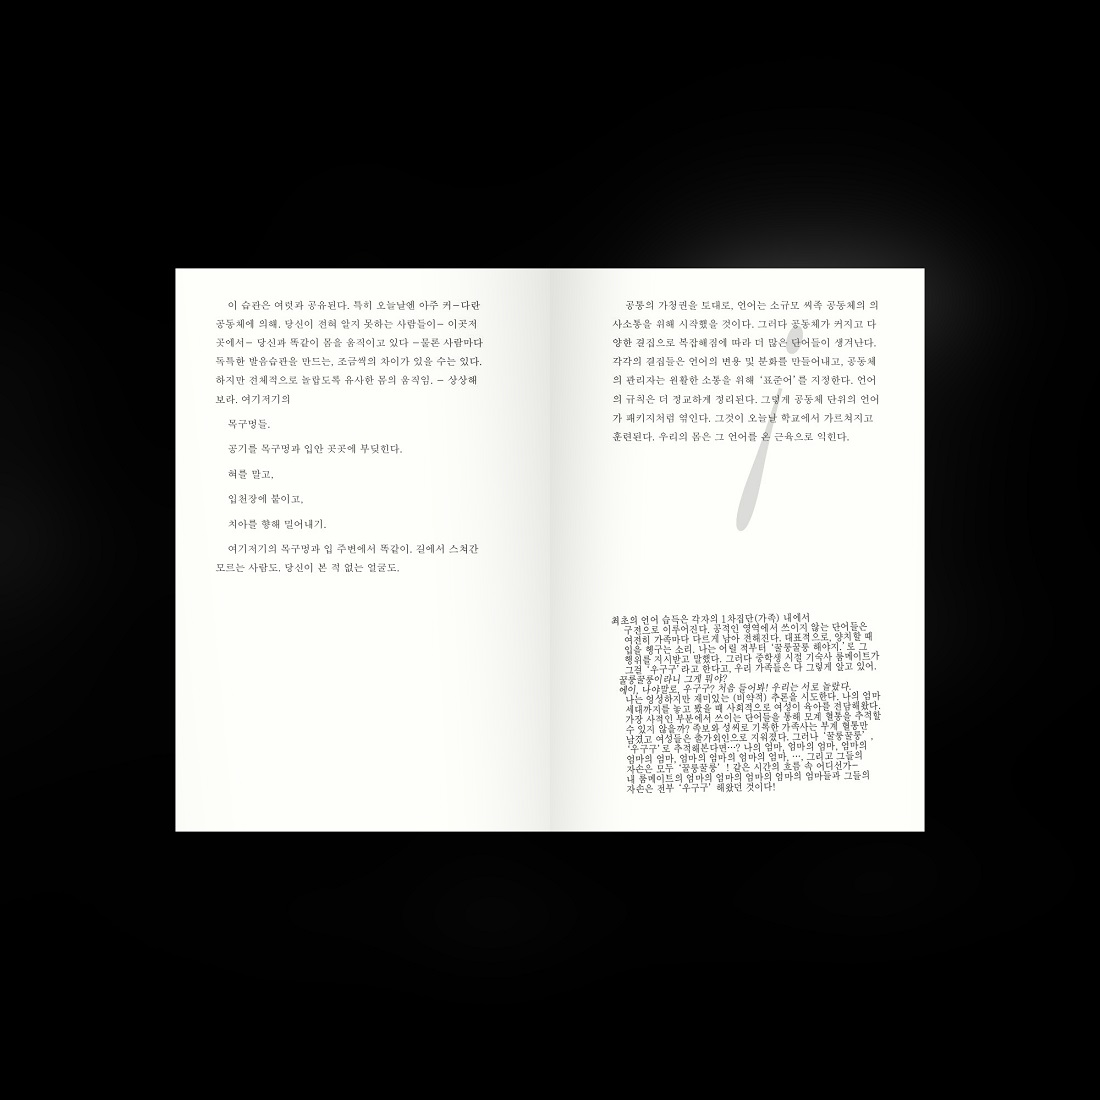 이 습관은 여럿과 공유된다. 특히 오늘날엔 아주 커–다란
공동체에 의해. 당신이 전혀 알지 못하는 사람들이– 이곳저
곳에서– 당신과 똑같이 몸을 움직이고 있다 –물론 사람마다
독특한 발음습관을 만드는, 조금씩의 차이가 있을 수는 있다.
하지만 전체적으로 놀랍도록 유사한 몸의 움직임. – 상상해
보라. 여기저기의
목구멍들.
공기를 목구멍과 입안 곳곳에 부딪힌다.
혀를 말고,
입천장에 붙이고,
치아를 향해 밀어내기.
여기저기의 목구멍과 입 주변에서 똑같이. 길에서 스쳐간
모르는 사람도. 당신이 본 적 없는 얼굴도.
공통의 가청권을 토대로, 언어는 소규모 씨족 공동체의 의
사소통을 위해 시작했을 것이다. 그러다 공동체가 커지고 다
양한 결집으로 복잡해짐에 따라 더 많은 단어들이 생겨난다.
각각의 결집들은 언어의 변용 및 분화를 만들어내고, 공동체
의 관리자는 원활한 소통을 위해 ‘표준어’를 지정한다. 언어
의 규칙은 더 정교하게 정리된다. 그렇게 공동체 단위의 언어
가 패키지처럼 엮인다. 그것이 오늘날 학교에서 가르쳐지고
훈련된다. 우리의 몸은 그 언어를 온 근육으로 익힌다.
최초의 언어 습득은 각자의 1차집단(가족) 내에서
구전으로 이루어진다. 공적인 영역에서 쓰이지 않는 단어들은
여전히 가족마다 다르게 남아 전해진다. 대표적으로, 양치할 때
입을 헹구는 소리. 나는 어릴 적부터 ‘꿀룽꿀룽 해야지.’로 그
행위를 지시받고 말했다. 그러다 중학생 시절 기숙사 룸메이트가
그걸 ‘우구구’라고 한다고, 우리 가족들은 다 그렇게 알고 있어.
꿀룽꿀룽이라니 그게 뭐야?
에이, 나야말로, 우구구? 처음 들어봐! 우리는 서로 놀랐다.
나는 엉성하지만 재미있는 (비약적) 추론을 시도한다. 나의 엄마
세대까지를 놓고 봤을 때 사회적으로 여성이 육아를 전담해왔다.
가장 사적인 부분에서 쓰이는 단어들을 통해 모계 혈통을 추적할
수 있지 않을까? 족보와 성씨로 기록한 가족사는 부계 혈통만
남겼고 여성들은 출가외인으로 지워졌다. 그러나 ‘꿀룽꿀룽’,
‘우구구’로 추적해본다면…? 나의 엄마, 엄마의 엄마, 엄마의
엄마의 엄마, 엄마의 엄마의 엄마의 엄마, …, 그리고 그들의
자손은 모두 ‘꿀룽꿀룽’! 같은 시간의 흐름 속 어디선가–
내 룸메이트의 엄마의 엄마의 엄마의 엄마의 엄마들과 그들의
자손은 전부 ‘우구구’ 해왔던 것이다!